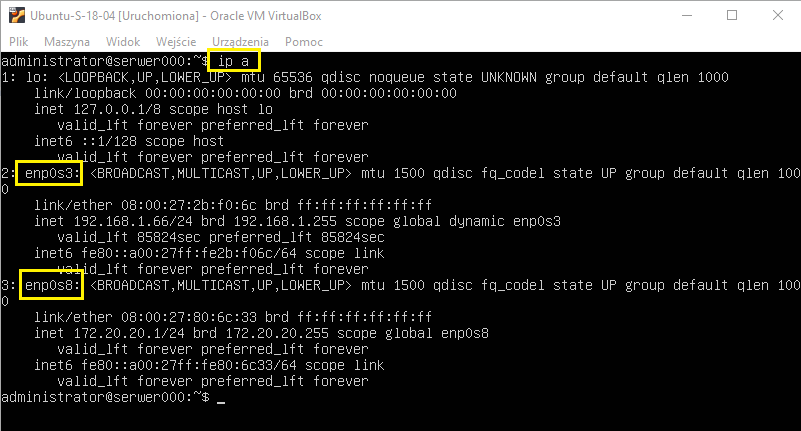 Ubuntu-S-18-04 [Uruchomiona] - Oracle VM VirtualBox
Plik Maszyna Widok Wejście Urządzenia Pomoc
administrator@serwer000:~$ ip a
1: lo: <LOOPBACK,UP,LOWER_UP> mtu 65536 qdisc noqueue state UNKNOWN group default qlen 1000
    link/loopback 00:00:00:00:00:00 brd 00:00:00:00:00:00
    inet 127.0.0.1/8 scope host lo
       valid_lft forever preferred_lft forever
    inet6 ::1/128 scope host
       valid_lft forever preferred_lft forever
2: enp0s3: <BROADCAST,MULTICAST,UP,LOWER_UP> mtu 1500 qdisc fq_codel state UP group default qlen 100
0
    link/ether 08:00:27:2b:f0:6c brd ff:ff:ff:ff:ff:ff
    inet 192.168.1.66/24 brd 192.168.1.255 scope global dynamic enp0s3
       valid_lft 85824sec preferred_lft 85824sec
    inet6 fe80::a00:27ff:fe2b:f06c/64 scope link
       valid_lft forever preferred_lft forever
3: enp0s8: <BROADCAST,MULTICAST,UP,LOWER_UP> mtu 1500 qdisc fq_codel state UP group default qlen 100
0
    link/ether 08:00:27:80:6c:33 brd ff:ff:ff:ff:ff:ff
    inet 172.20.20.1/24 brd 172.20.20.255 scope global enp0s8
       valid_lft forever preferred_lft forever
    inet6 fe80::a00:27ff:fe80:6c33/64 scope link
       valid_lft forever preferred_lft forever
administrator@serwer000:~$ _